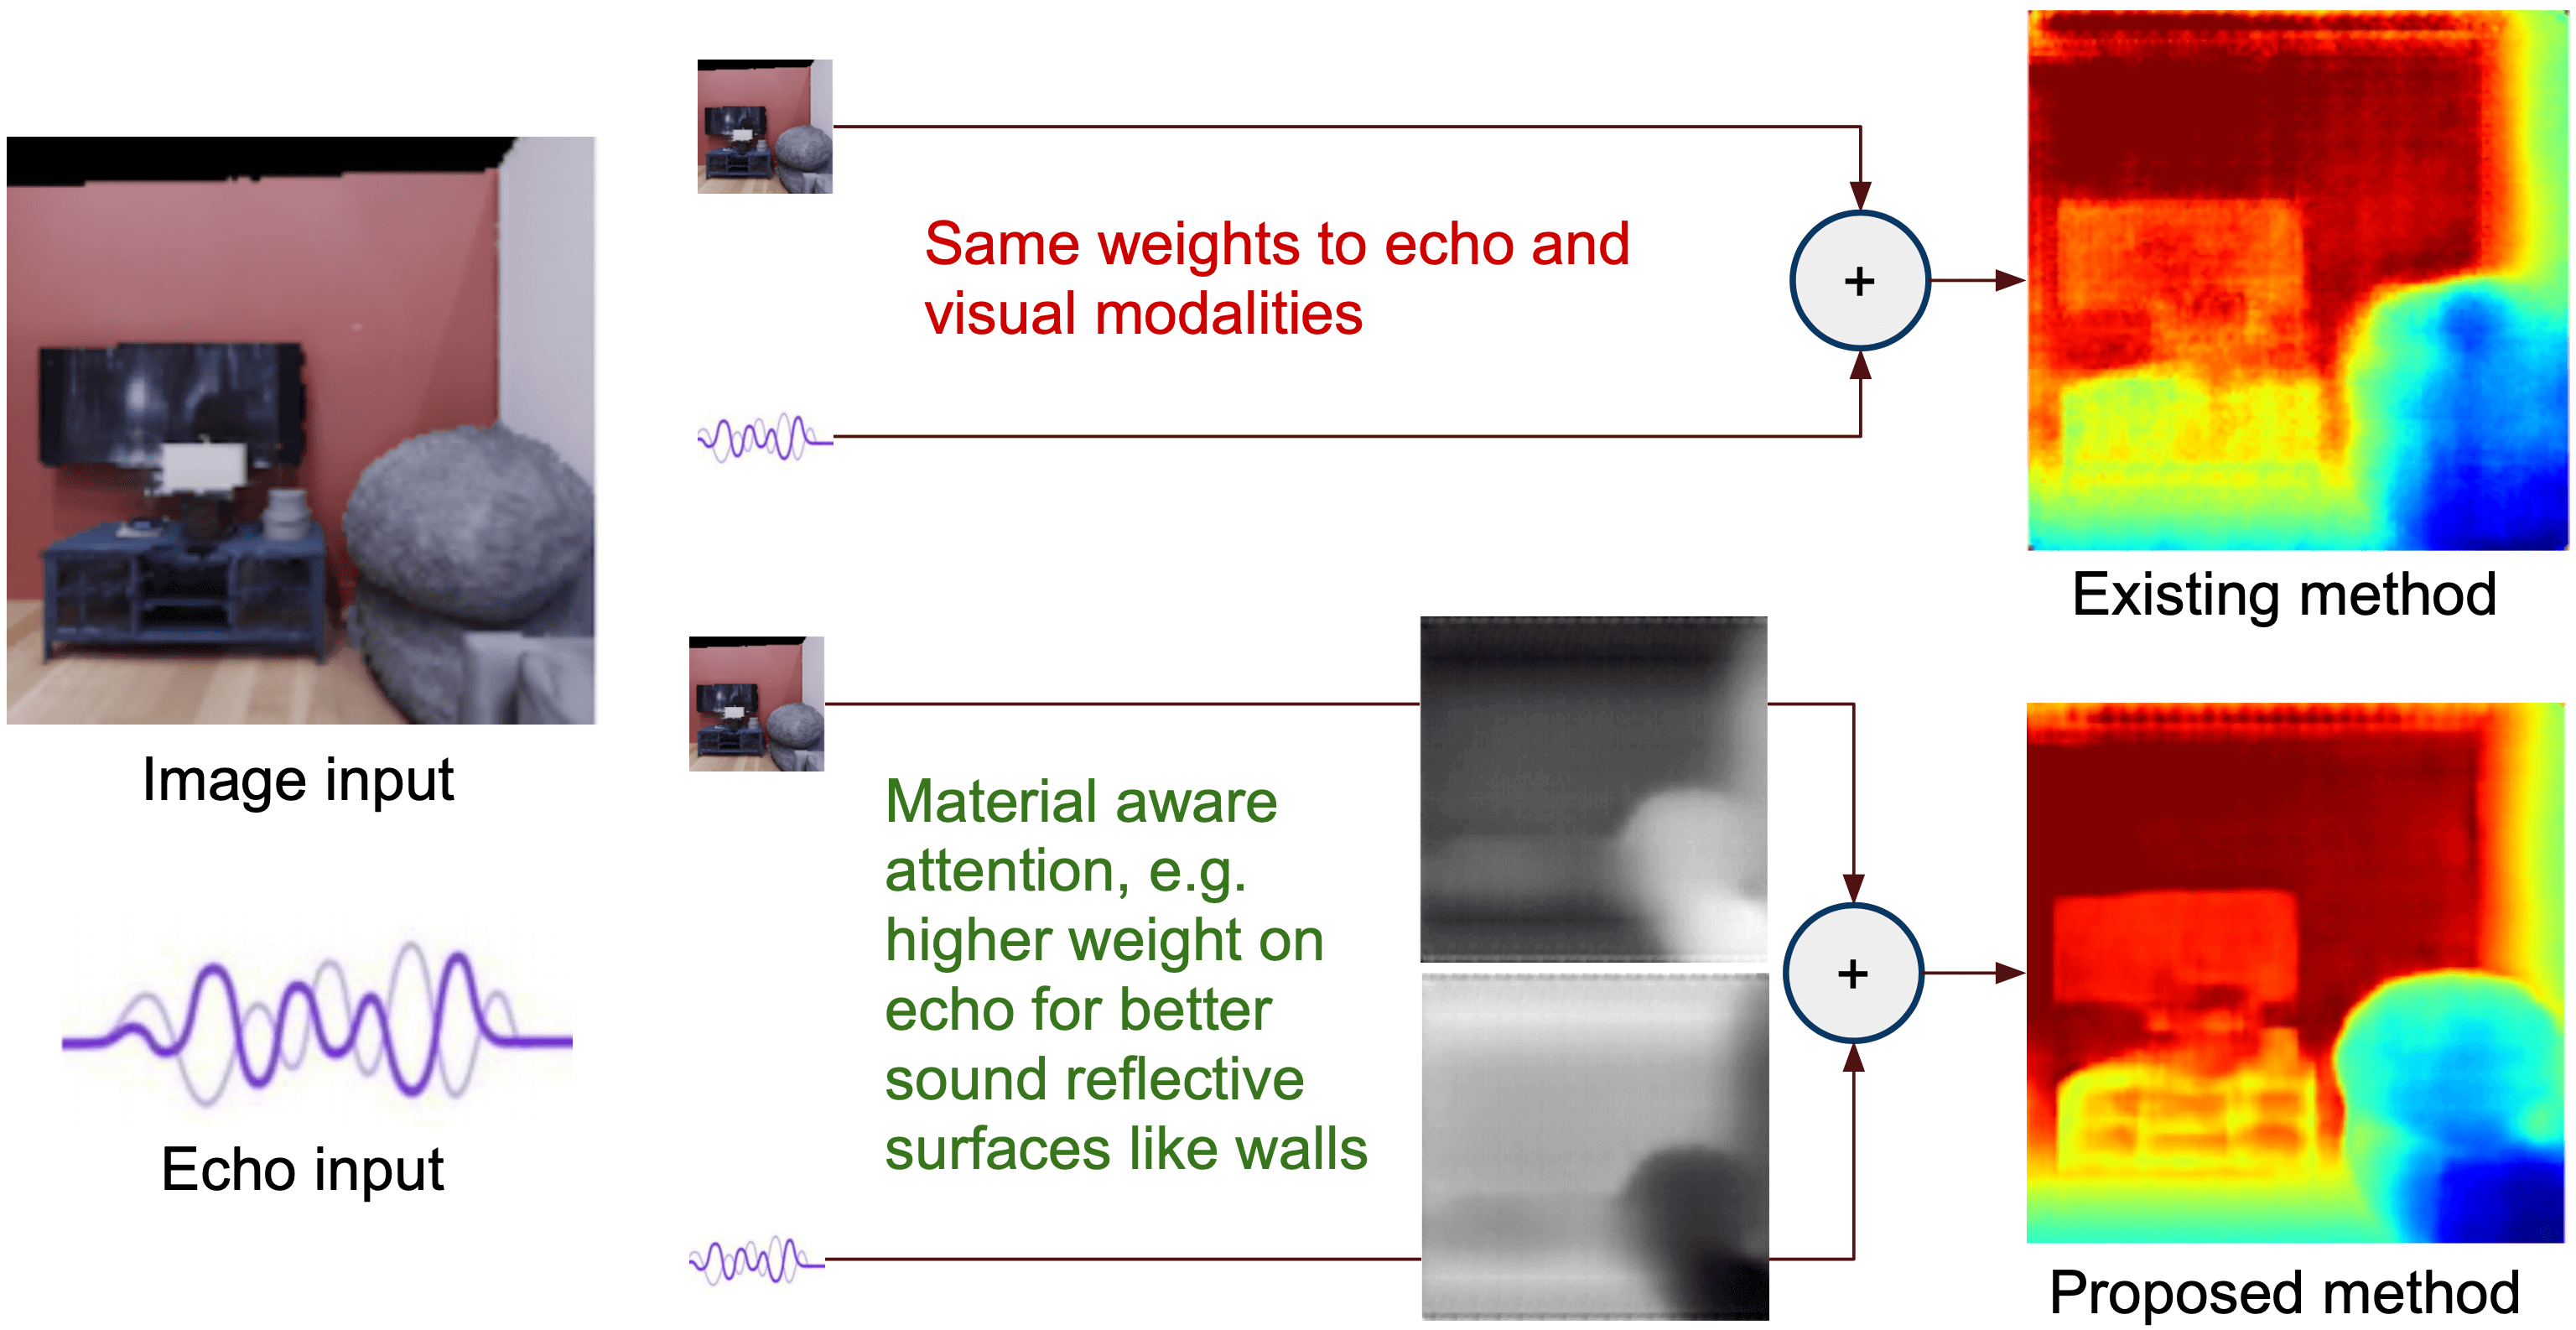 Same weights to echo and
visual modalities
+
Existing method
Image input
Material aware
attention, e.g.
higher weight on
echo for better
sound reflective
surfaces like walls
+
Echo input
Proposed method